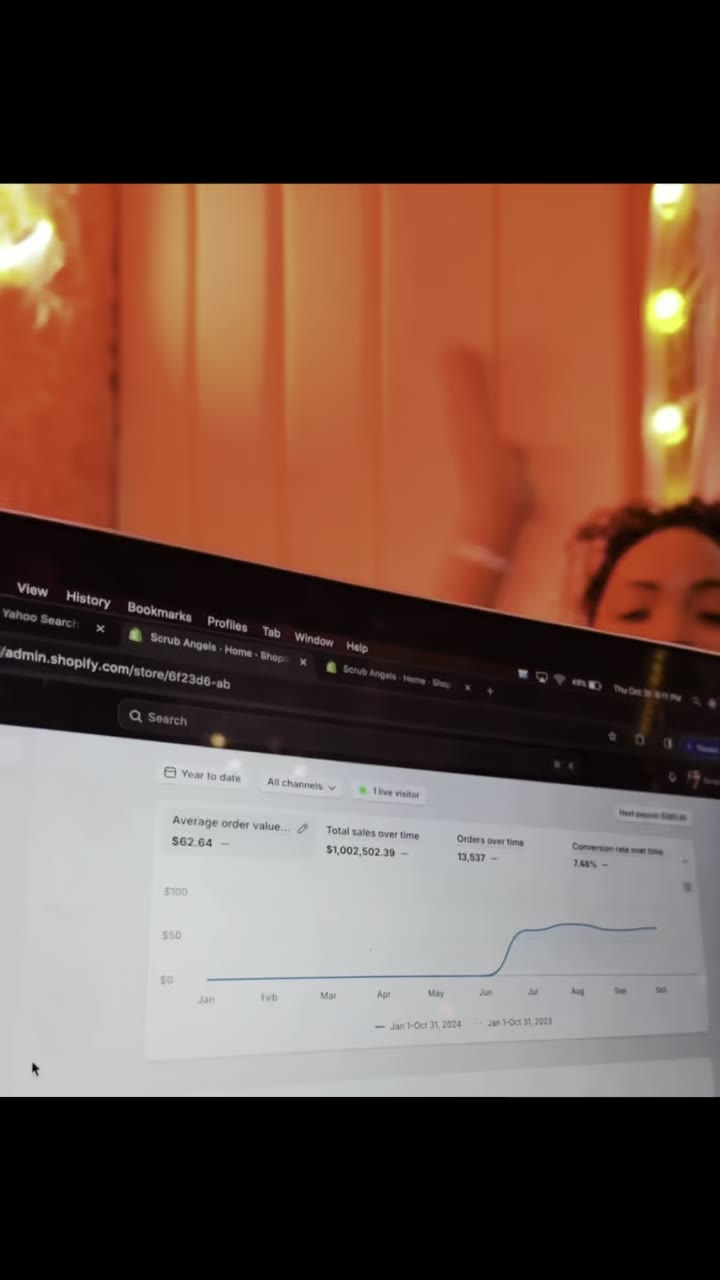 View History Bookmarks Profiles Tab Window Help
Yahoo Search
Scrub Angels · Home · Shopi
Scrub Angels · Home · Shop
49%
/admin.shopify.com/store/6f23d6-ab
Search
Year to date
All channels
1 live visitor
Average order value...
$62.64 —
Total sales over time
$1,002,502.39 —
Orders over time
13,537 —
Conversion rate over time
7.48% —
$100
$50
$0
Jan Feb Mar Apr May Jun Jul Aug Sep Oct
Jan 1-Oct 31, 2024
Jan 1-Oct 31, 2023